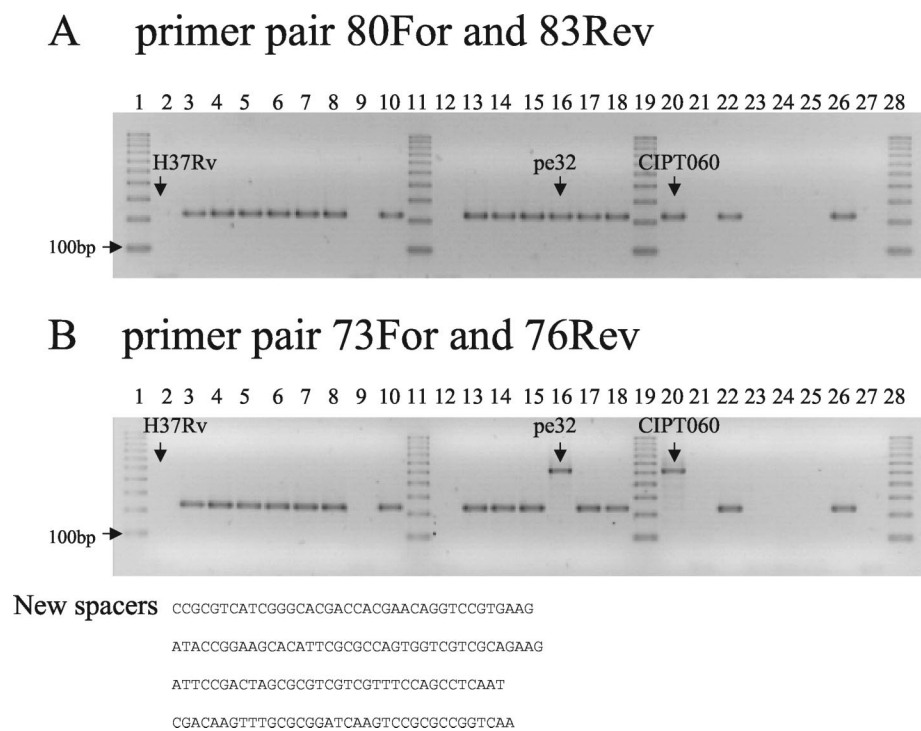 A primer pair 80For and 83Rev
1 2 3 4 5 6 7 8 9 10 11 12 13 14 15 16 17 18 19 20 21 22 23 24 25 26 27 28
H37Rv pe32 CIPT060
100bp
B primer pair 73For and 76Rev
1 2 3 4 5 6 7 8 9 10 11 12 13 14 15 16 17 18 19 20 21 22 23 24 25 26 27 28
H37Rv pe32 CIPT060
100bp
New spacers CCGCGTCATCGGGCACGACCACGAACAGGTCCGTGAAG
ATACCGGAAGCACATTCGCGCCAGTGGTCGTCGCAGAAG
ATTCCGACTAGCGCGTCGTCGTTTCCAGCCTCAAT
CGACAAGTTTGCGCGGATCAAGTCCGCGCCGGTCAA